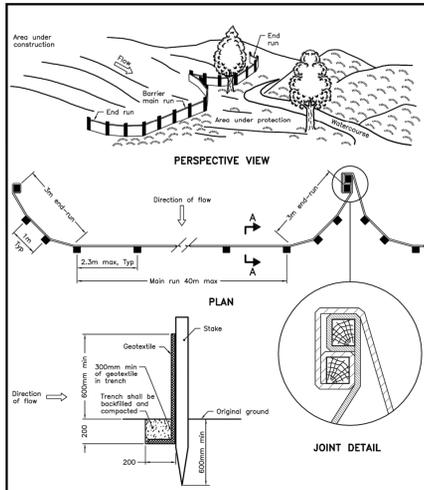 Area under
construction
Flow
End
run
Barrier
main run
End run
Area under protection
Watercourse
PERSPECTIVE VIEW
3m end-run
Direction of flow
3m end-run
A
1m
Typ
2.3m max, Typ
A
Main run 40m max
PLAN
Stake
Geotextile
600mm min
300mm min
of geotextile
in trench
Direction
of flow
Trench shall be
backfilled and
compacted
Original ground
200
200
600mm min
JOINT DETAIL